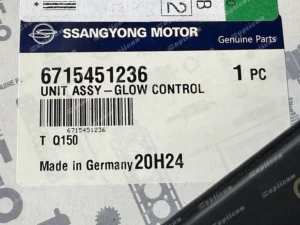 SSANGYONG MOTOR
Genuine Parts
6715451236 1 PC
UNIT ASSY-GLOW CONTROL
6715451236
T Q150
Made in Germany 20H24